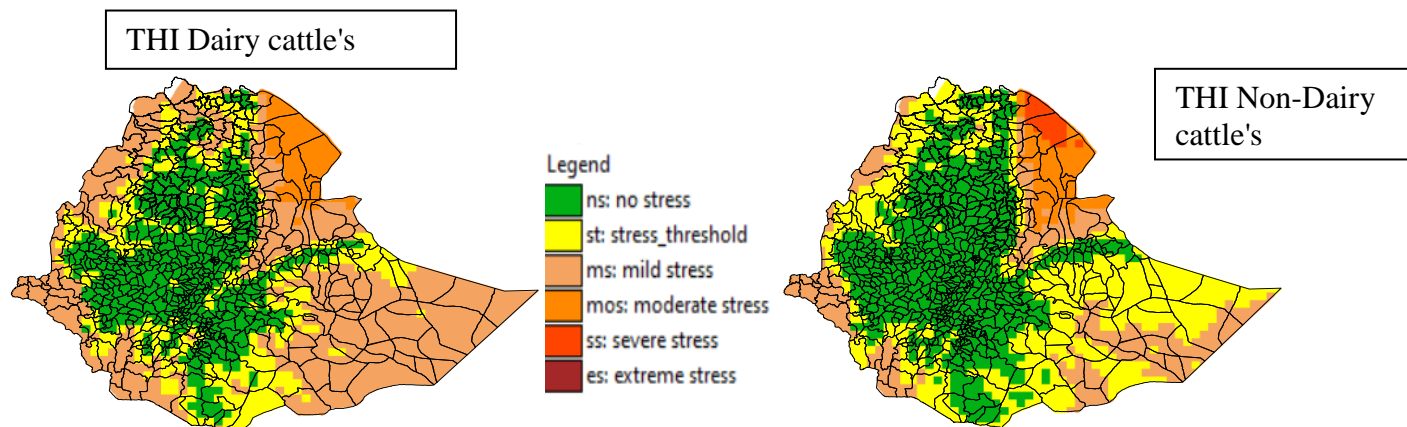 THI Dairy cattle's
THI Non-Dairy
cattle's
Legend
ns: no stress
st: stress_threshold
ms: mild stress
mos: moderate stress
ss: severe stress
es: extreme stress